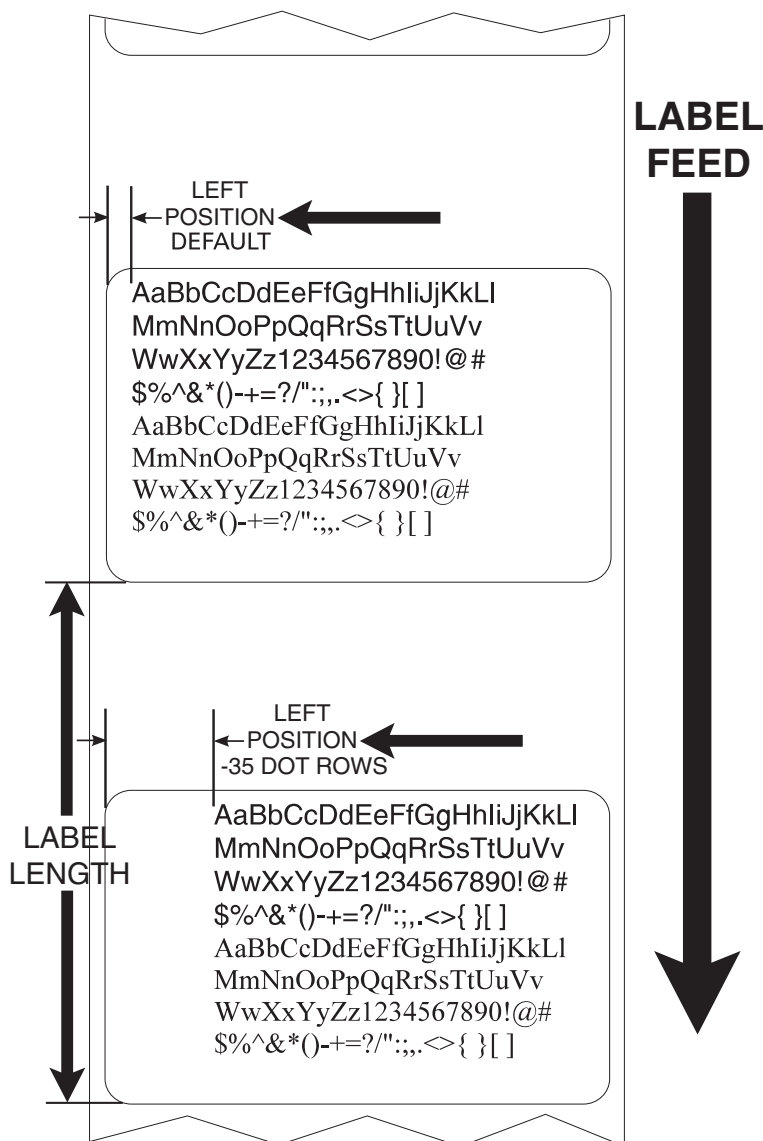 LABEL
FEED
LEFT
POSITION
DEFAULT
AaBbCcDdEeFfGgHhIiJjKkLl
MmNnOoPpQqRrSsTtUuVv
WwXxYyZz1234567890!@#
$%^&*()-+=?/":;,.<>{ }[ ]
AaBbCcDdEeFfGgHhIiJjKkLl
MmNnOoPpQqRrSsTtUuVv
WwXxYyZz1234567890!@#
$%^&*()-+=?/":;,.<>{ }[ ]
LEFT
POSITION
-35 DOT ROWS
LABEL
LENGTH
AaBbCcDdEeFfGgHhIiJjKkLl
MmNnOoPpQqRrSsTtUuVv
WwXxYyZz1234567890!@#
$%^&*()-+=?/":;,.<>{ }[ ]
AaBbCcDdEeFfGgHhIiJjKkLl
MmNnOoPpQqRrSsTtUuVv
WwXxYyZz1234567890!@#
$%^&*()-+=?/":;,.<>{ }[ ]